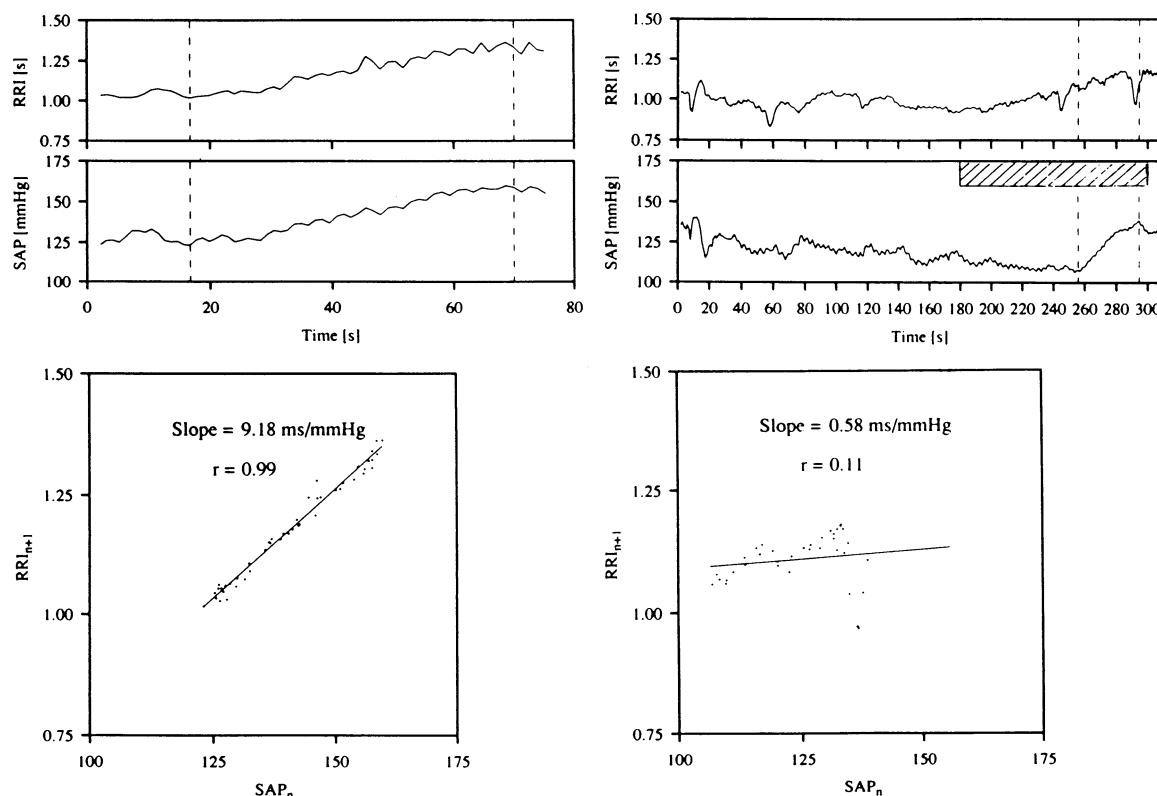 1.50
1.25
1.00
0.75
RRI [s]
175
150
125
100
SAP [mmHg]
0 20 40 60 80
Time [s]
1.50
1.25
1.00
0.75
RRI [s]
175
150
125
100
SAP [mmHg]
0 20 40 60 80 100 120 140 160 180 200 220 240 260 280 300
Time [s]
1.50
1.25
1.00
0.75
RRIn+1
Slope = 9.18 ms/mmHg
r = 0.99
100 125 150 175
SAPn
1.50
1.25
1.00
0.75
RRIn+1
Slope = 0.58 ms/mmHg
r = 0.11
100 125 150 175
SAPn